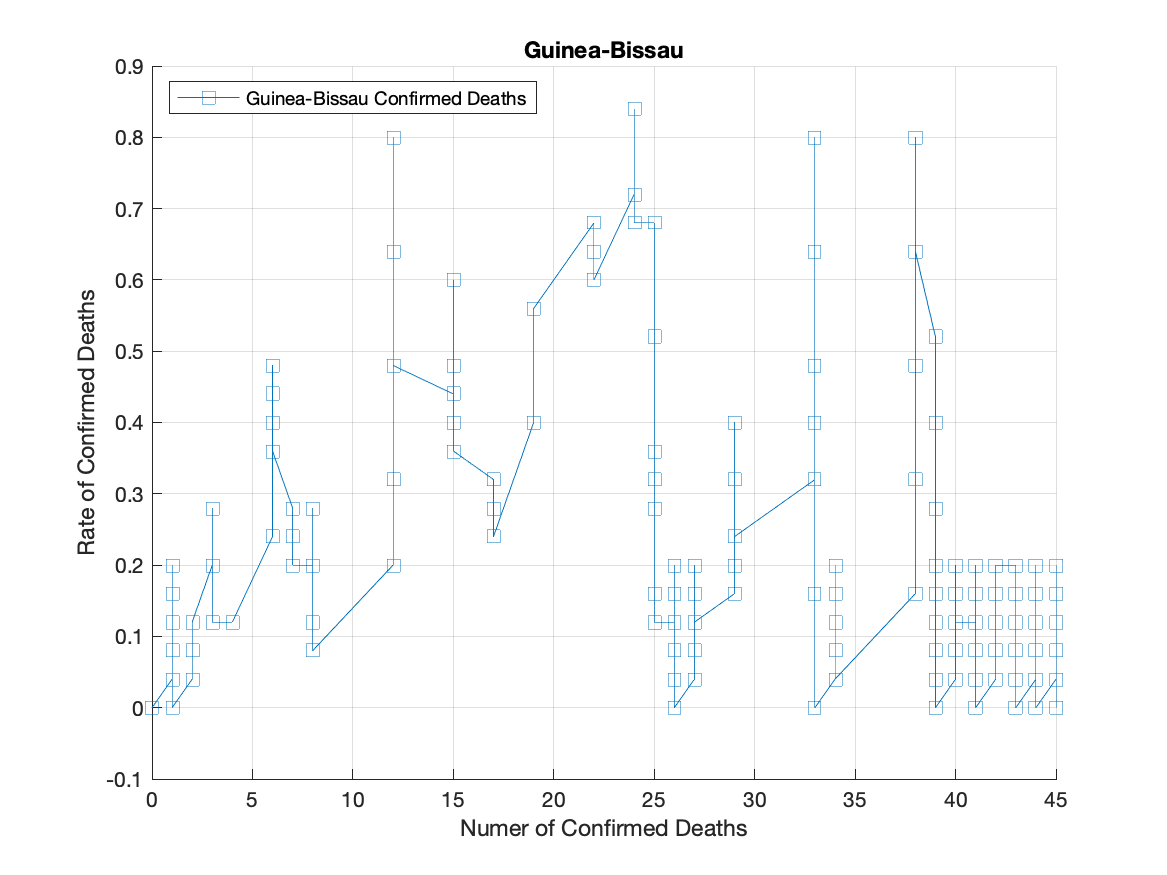 Guinea-Bissau
Guinea-Bissau Confirmed Deaths
Rate of Confirmed Deaths
0.9
0.8
0.7
0.6
0.5
0.4
0.3
0.2
0.1
0
-0.1
0 5 10 15 20 25 30 35 40 45
Numer of Confirmed Deaths